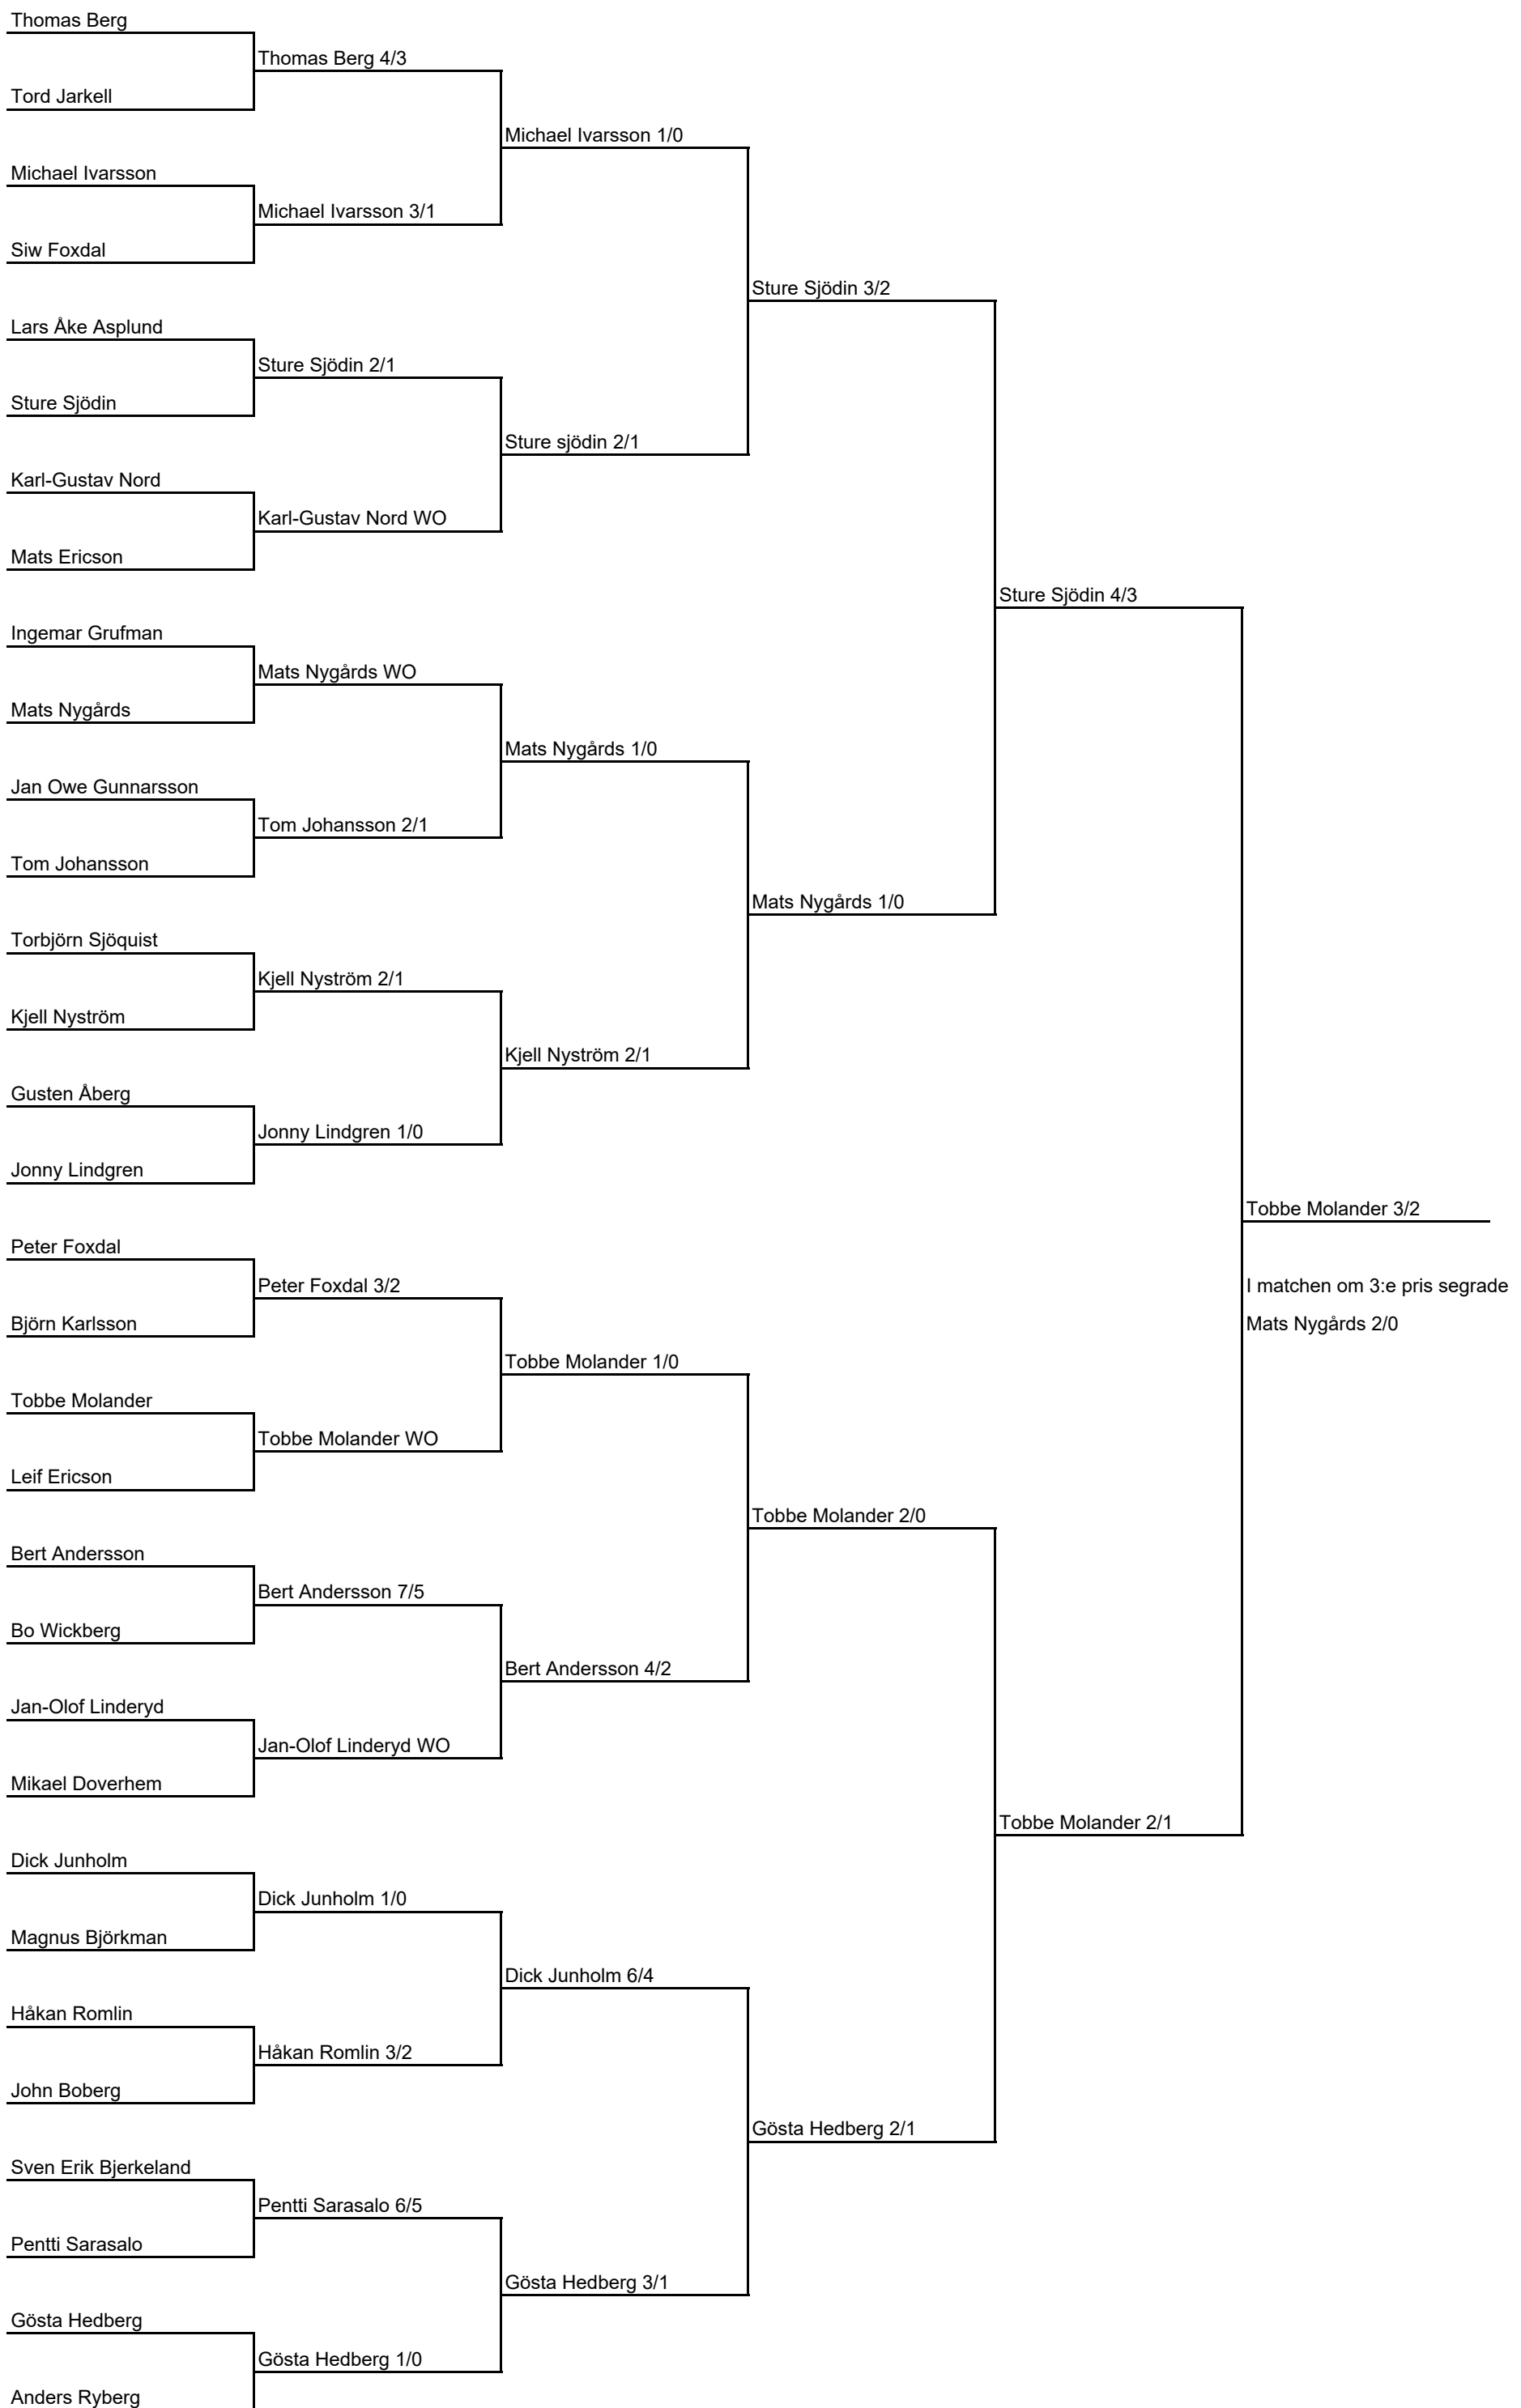 Thomas Berg
Thomas Berg 4/3
Tord Jarkell
Michael Ivarsson 1/0
Michael Ivarsson
Michael Ivarsson 3/1
Siw Foxdal
Sture Sjödin 3/2
Lars Åke Asplund
Sture Sjödin 2/1
Sture Sjödin
Sture sjödin 2/1
Karl-Gustav Nord
Karl-Gustav Nord WO
Mats Ericson
Sture Sjödin 4/3
Ingemar Grufman
Mats Nygårds WO
Mats Nygårds
Mats Nygårds 1/0
Jan Owe Gunnarsson
Tom Johansson 2/1
Tom Johansson
Mats Nygårds 1/0
Torbjörn Sjöquist
Kjell Nyström 2/1
Kjell Nyström
Kjell Nyström 2/1
Gusten Åberg
Jonny Lindgren 1/0
Jonny Lindgren
Tobbe Molander 3/2
Peter Foxdal
Peter Foxdal 3/2
I matchen om 3:e pris segrade
Björn Karlsson
Mats Nygårds 2/0
Tobbe Molander 1/0
Tobbe Molander
Tobbe Molander WO
Leif Ericson
Tobbe Molander 2/0
Bert Andersson
Bert Andersson 7/5
Bo Wickberg
Bert Andersson 4/2
Jan-Olof Linderyd
Jan-Olof Linderyd WO
Mikael Doverhem
Tobbe Molander 2/1
Dick Junholm
Dick Junholm 1/0
Magnus Björkman
Dick Junholm 6/4
Håkan Romlin
Håkan Romlin 3/2
John Boberg
Gösta Hedberg 2/1
Sven Erik Bjerkeland
Pentti Sarasalo 6/5
Pentti Sarasalo
Gösta Hedberg 3/1
Gösta Hedberg
Gösta Hedberg 1/0
Anders Ryberg